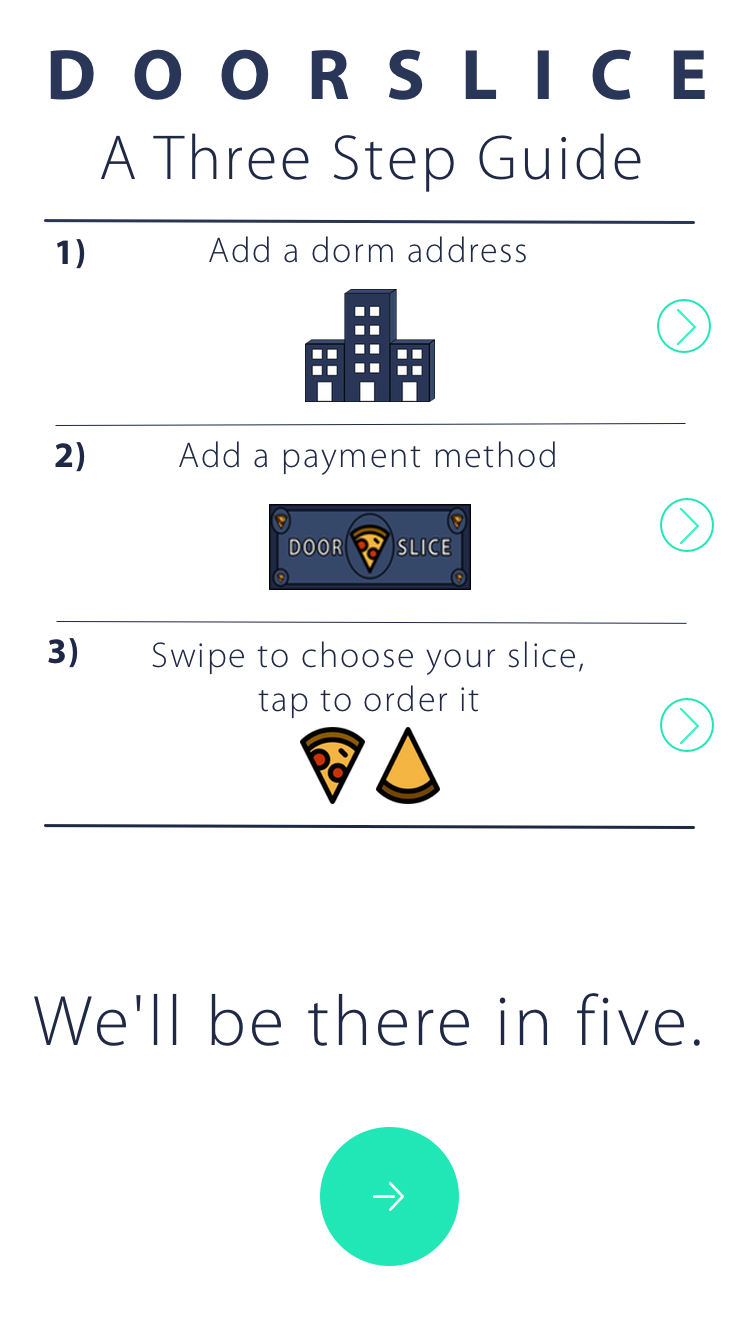 DOORSLICE
A Three Step Guide
1) Add a dorm address
2) Add a payment method
DOOR SLICE
3) Swipe to choose your slice,
tap to order it
We'll be there in five.